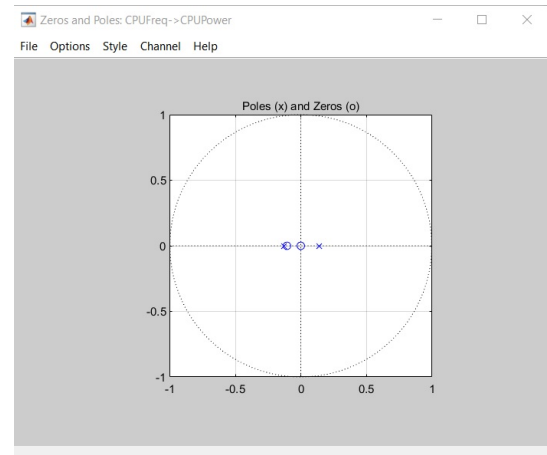 Zeros and Poles: CPUFreq->CPUPower
File Options Style Channel Help
Poles (x) and Zeros (o)
1
0.5
0
-0.5
-1
-1 -0.5 0 0.5 1